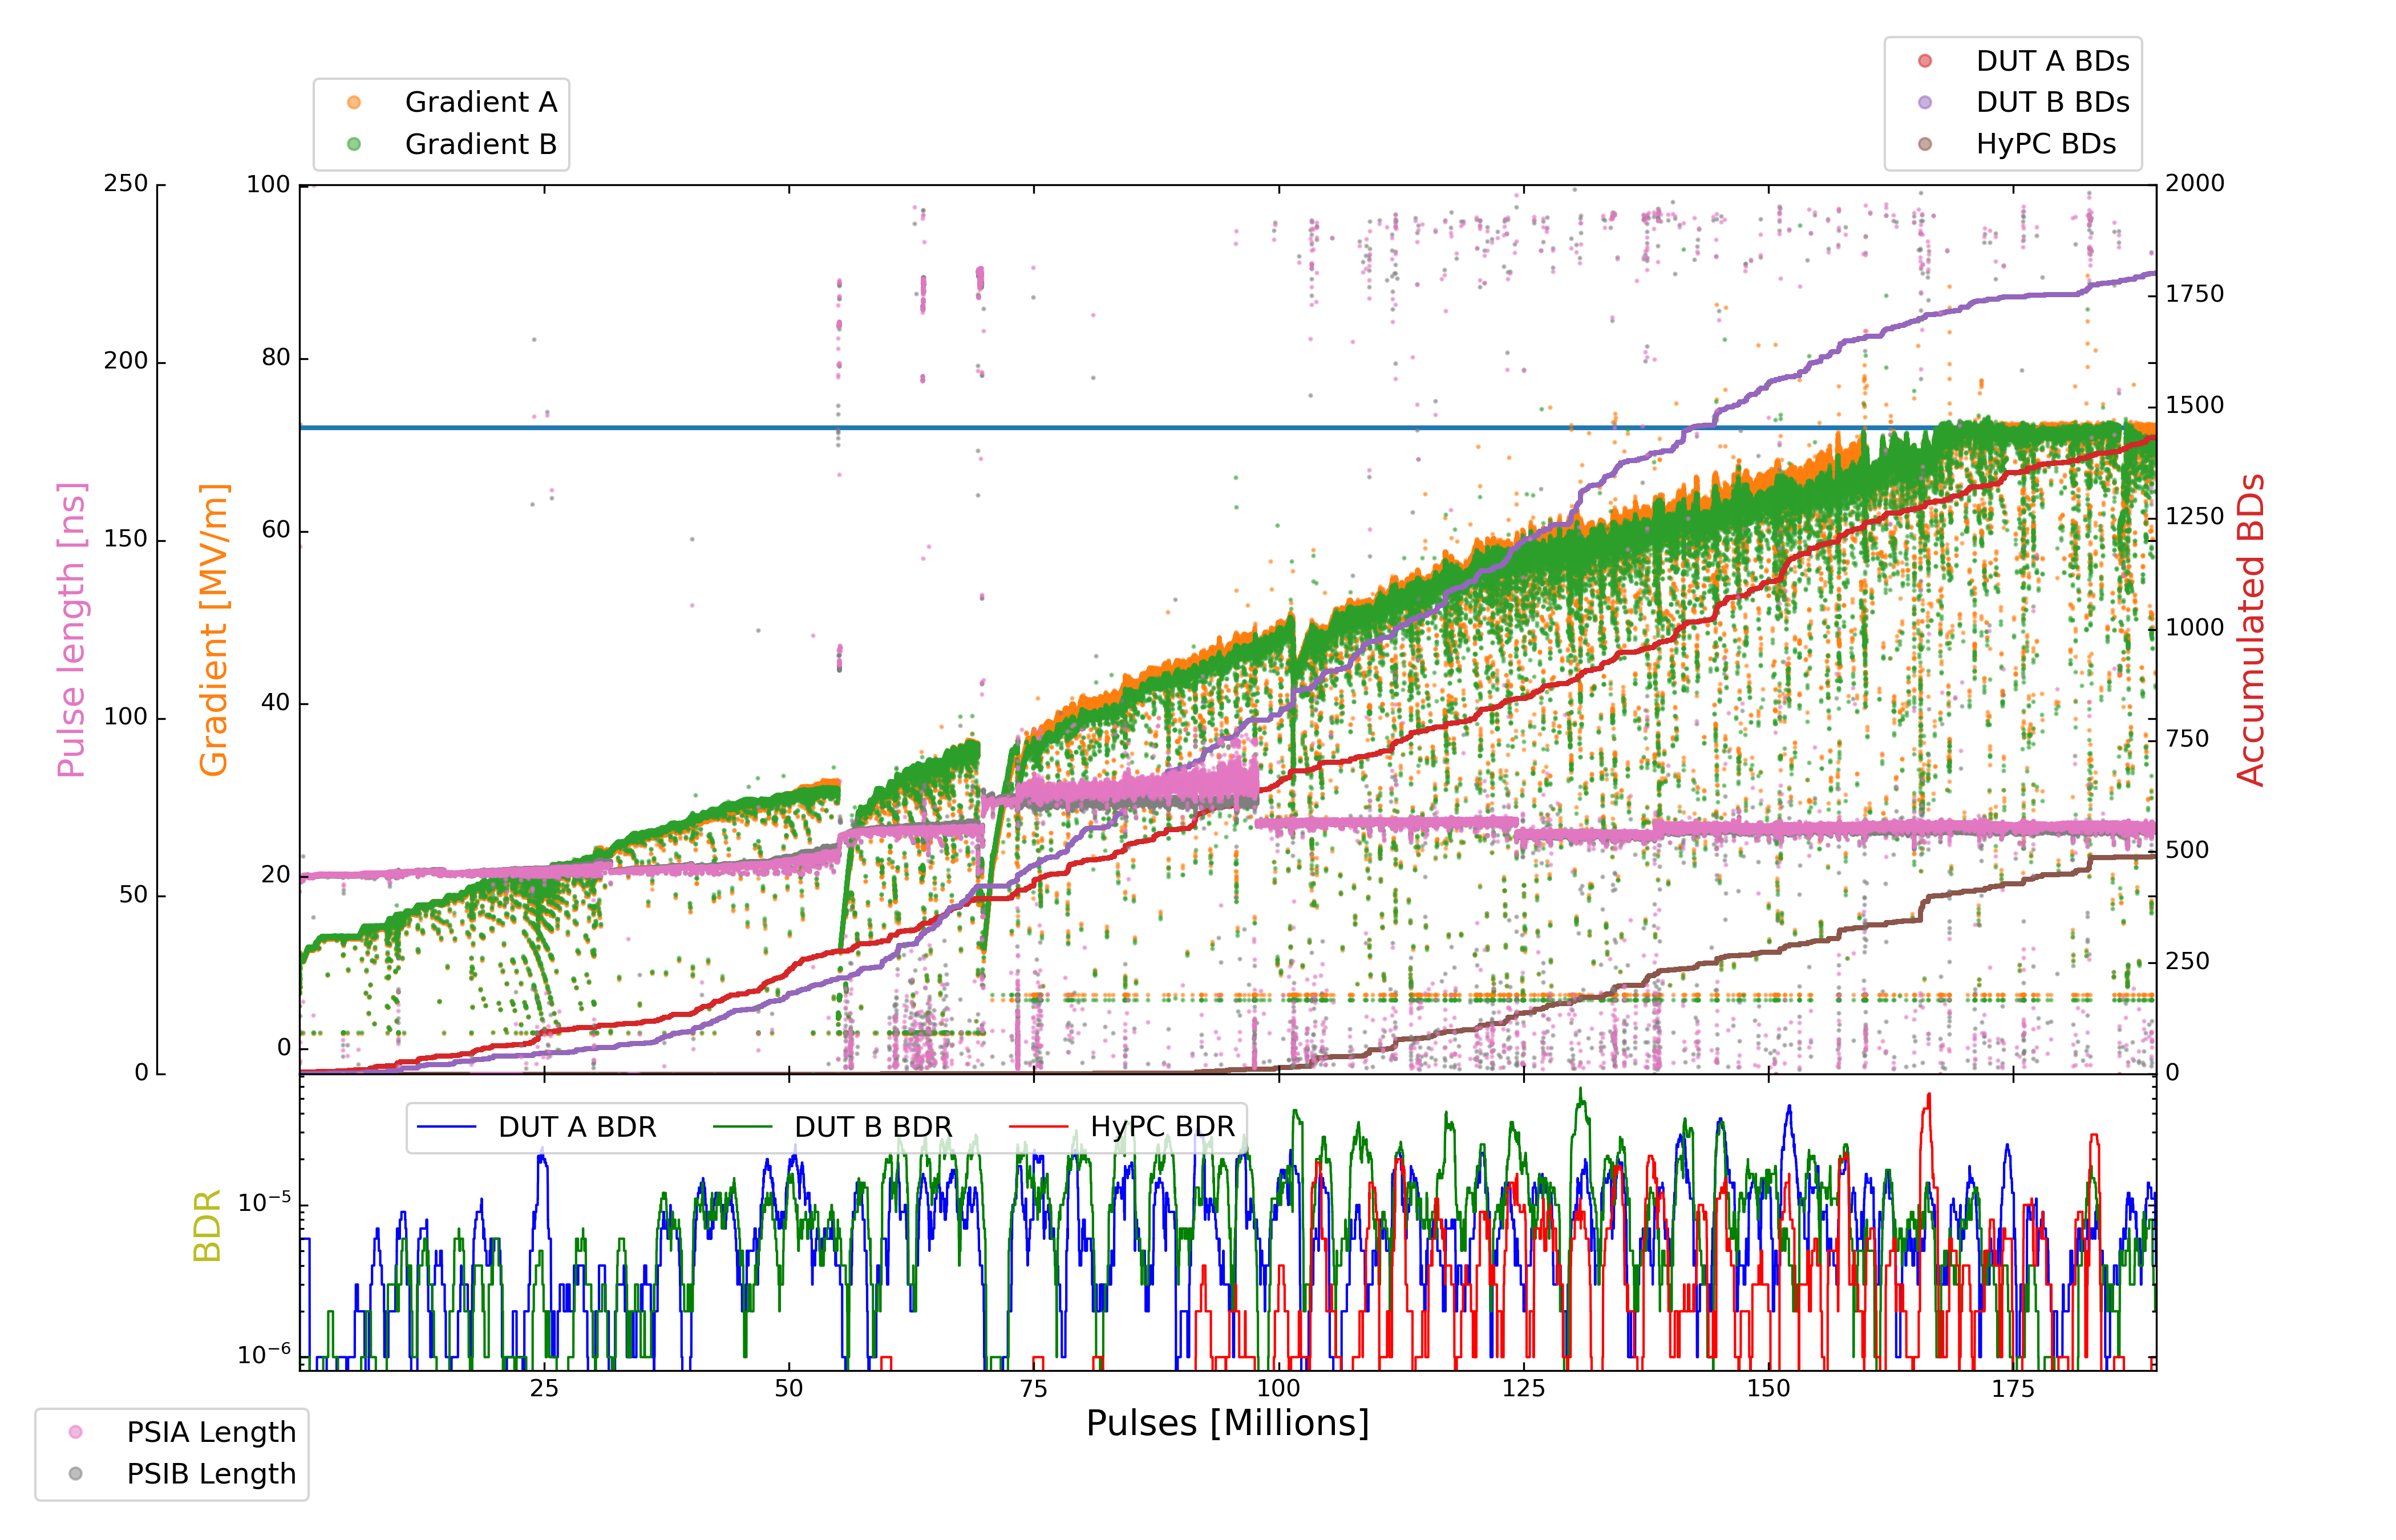 DUT A BDs
DUT B BDs
HyPC BDs
Gradient A
Gradient B
250
200
150
100
50
0
Pulse length [ns]
100
80
60
40
20
0
Gradient [MV/m]
2000
1750
1500
1250
1000
750
500
250
0
Accumulated BDs
DUT A BDR
DUT B BDR
HyPC BDR
10⁻⁵
10⁻⁶
BDR
25
50
75
100
125
150
175
Pulses [Millions]
PSIA Length
PSIB Length